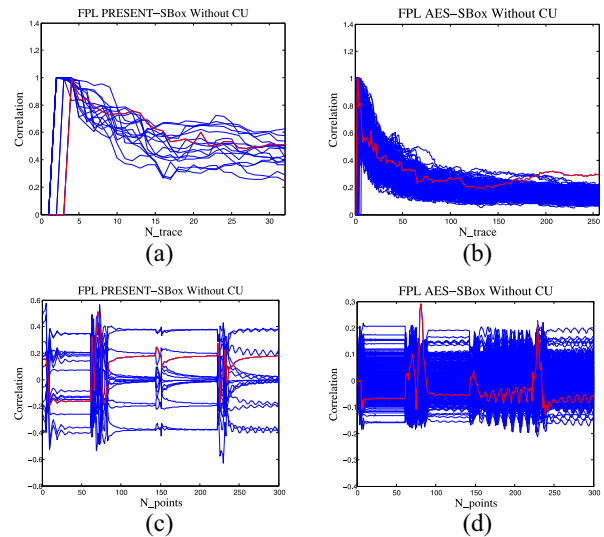 FPL PRESENT−SBox Without CU
1.4
1.2
1
0.8
0.6
0.4
0.2
0
Correlation
0 5 10 15 20 25 30
N_trace
(a)
FPL AES−SBox Without CU
1.4
1.2
1
0.8
0.6
0.4
0.2
0
Correlation
0 50 100 150 200 250
N_trace
(b)
FPL PRESENT−SBox Without CU
0.6
0.4
0.2
0
−0.2
−0.4
−0.6
−0.8
Correlation
0 50 100 150 200 250 300
N_points
(c)
FPL AES−SBox Without CU
0.3
0.2
0.1
0
−0.1
−0.2
−0.3
−0.4
Correlation
0 50 100 150 200 250 300
N_points
(d)